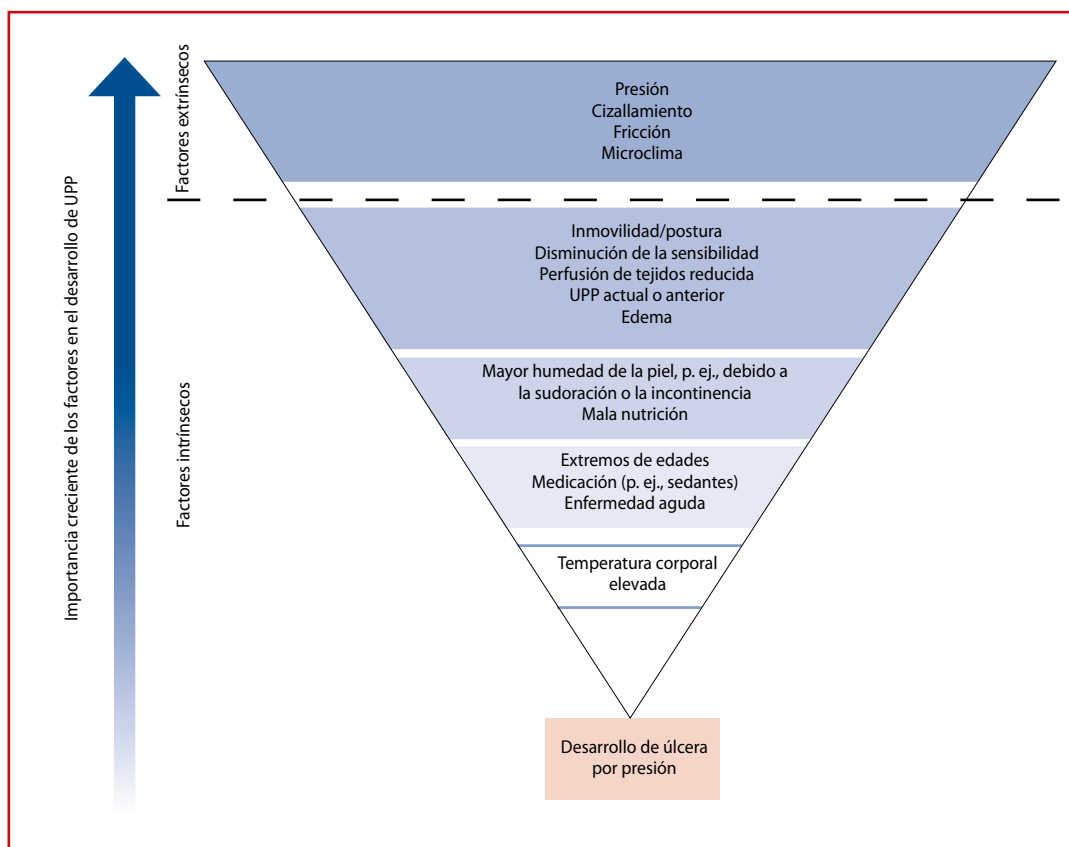 Importancia creciente de los factores en el desarrollo de UPP
Factores extrínsecos
Presión
Cizallamiento
Fricción
Microclima
Factores intrínsecos
Inmovilidad/postura
Disminución de la sensibilidad
Perfusión de tejidos reducida
UPP actual o anterior
Edema
Mayor humedad de la piel, p. ej., debido a
la sudoración o la incontinencia
Mala nutrición
Extremos de edades
Medicación (p. ej., sedantes)
Enfermedad aguda
Temperatura corporal
elevada
Desarrollo de úlcera
por presión